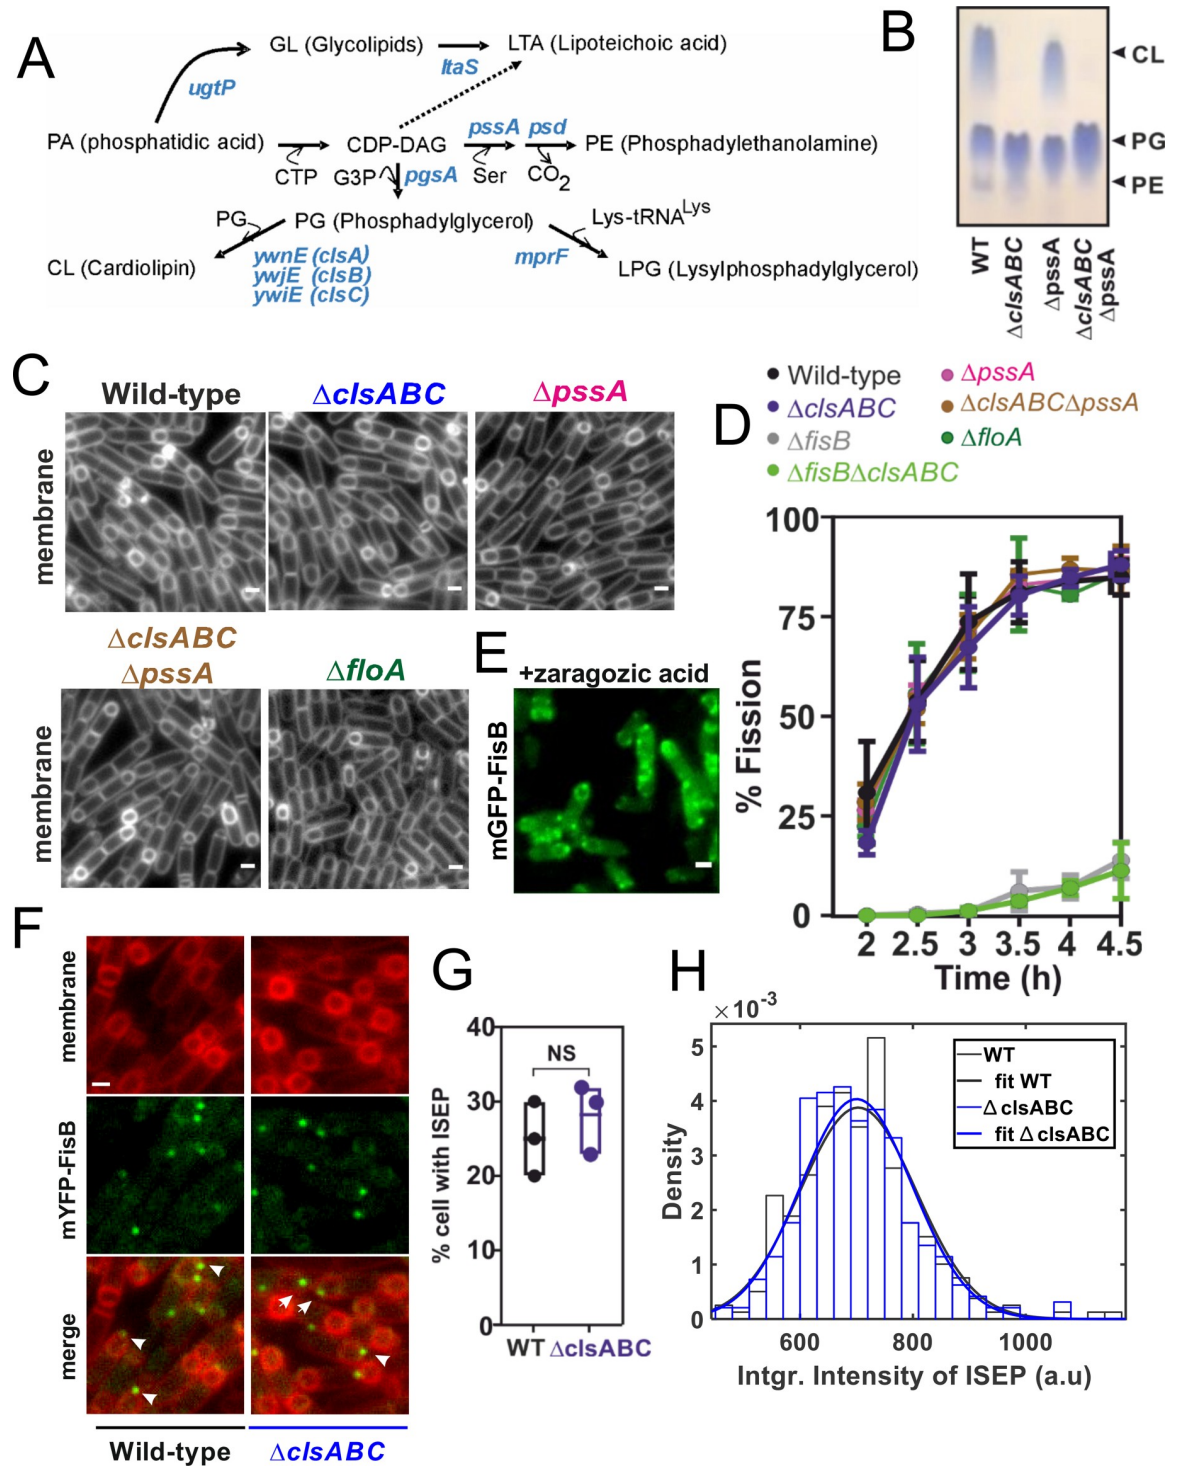 A
GL (Glycolipids)
LTA (Lipoteichoic acid)
ltaS
ugtP
PA (phosphatidic acid)
CDP-DAG
pssA psd
PE (Phosphadylethanolamine)
CTP
G3P
pgsA
Ser
CO2
PG
PG (Phosphadylglycerol)
Lys-tRNALys
CL (Cardiolipin)
ywnE (clsA)
ywjE (clsB)
ywiE (clsC)
mprF
LPG (Lysylphosphadylglycerol)
B
CL
PG
PE
WT
ΔclsABC
ΔpssA
ΔclsABC
ΔpssA
C
Wild-type
ΔclsABC
ΔpssA
membrane
ΔclsABC
ΔpssA
ΔfloA
membrane
D
Wild-type
ΔpssA
ΔclsABC
ΔclsABCΔpssA
ΔfisB
ΔfloA
ΔfisBΔclsABC
100
75
50
25
0
% Fission
2 2.5 3 3.5 4 4.5
Time (h)
E
+zaragozic acid
mGFP-FisB
F
membrane
mYFP-FisB
merge
Wild-type
ΔclsABC
G
40
30
20
10
0
% cell with ISEP
NS
WT ΔclsABC
H
×10-3
5
4
3
2
1
0
Density
WT
fit WT
Δ clsABC
fit Δ clsABC
600 800 1000
Intgr. Intensity of ISEP (a.u)